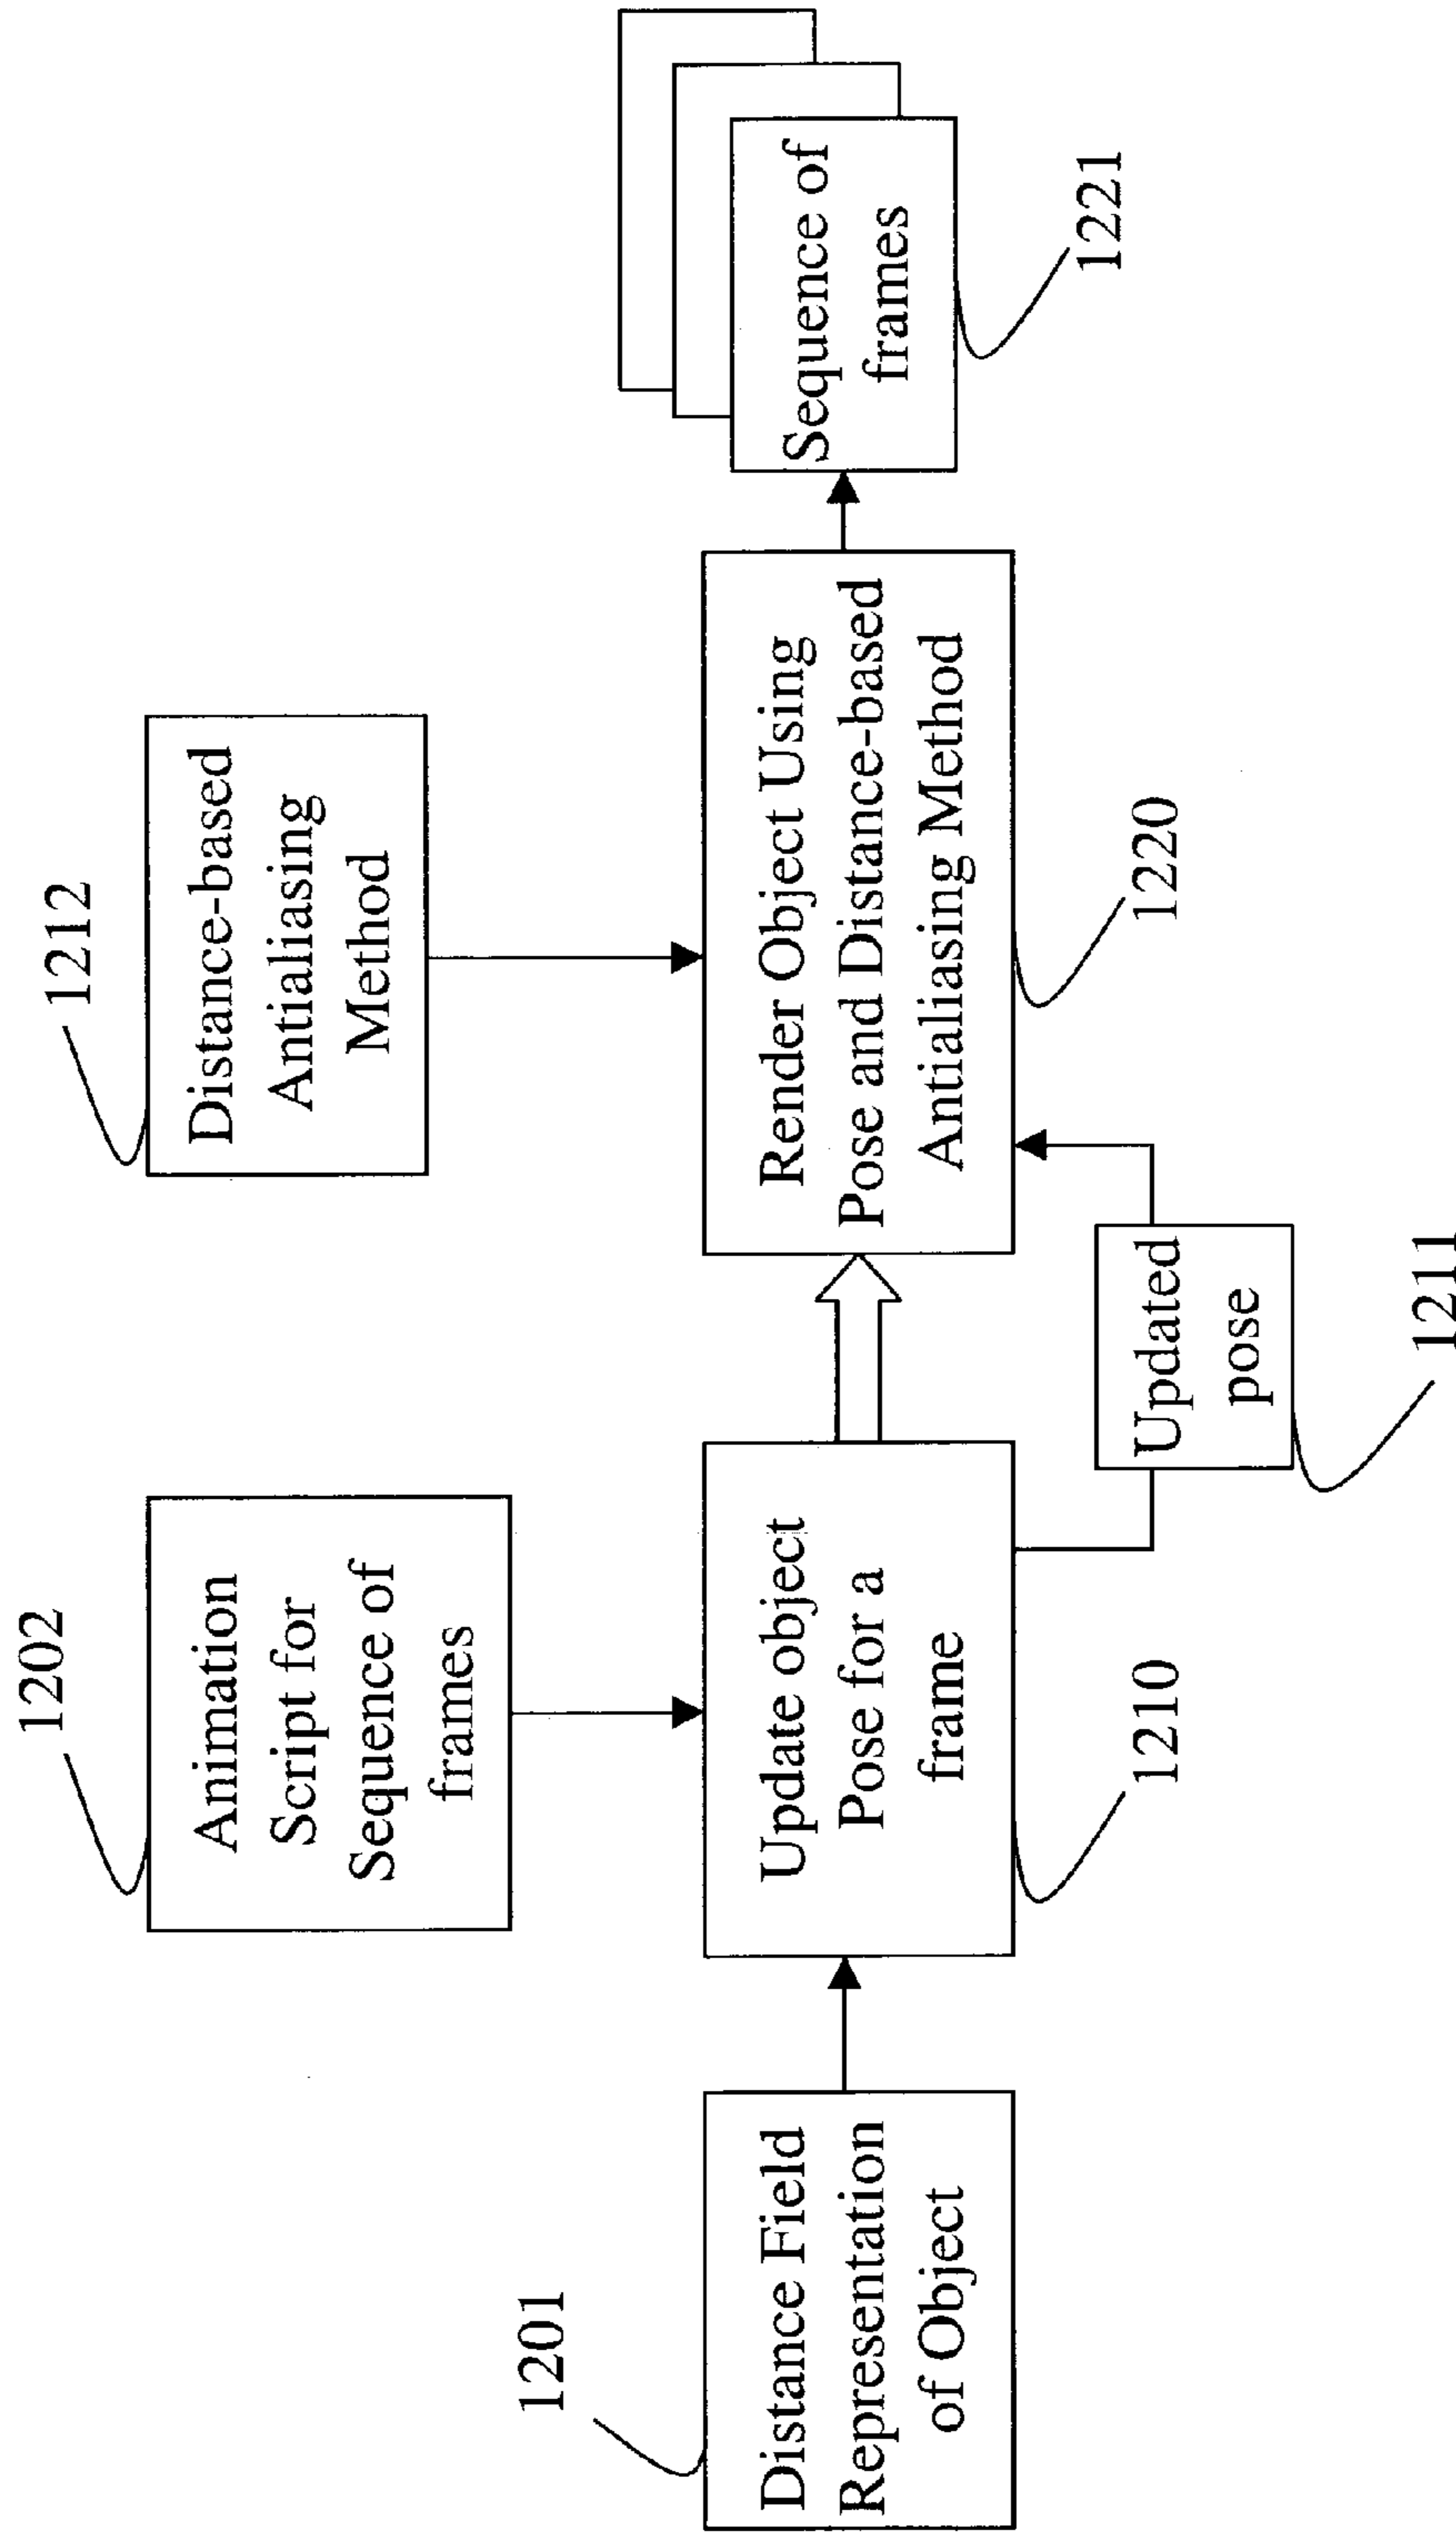 1202
Animation
Script for
Sequence of
frames
1212
Distance-based
Antialiasing
Method
1201
Distance Field
Representation
of Object
Update object
Pose for a
frame
1210
Render Object Using
Pose and Distance-based
Antialiasing Method
1220
Sequence of
frames
1221
Updated
pose
1211